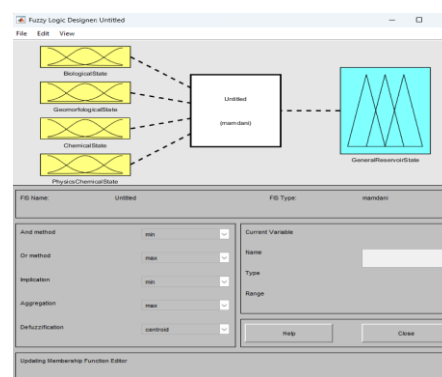 Fuzzy Logic Designer: Untitled
File Edit View
BiologicalState
GeomorfologicalState
ChemicalState
PhysicsChemicalState
Untitled
(mamdani)
GeneralReservoirState
FIS Name: Untitled FIS Type: mamdani
And method min
Or method max
Implication min
Aggregation max
Defuzzification centroid
Current Variable
Name
Type
Range
Help Close
Updating Membership Function Editor